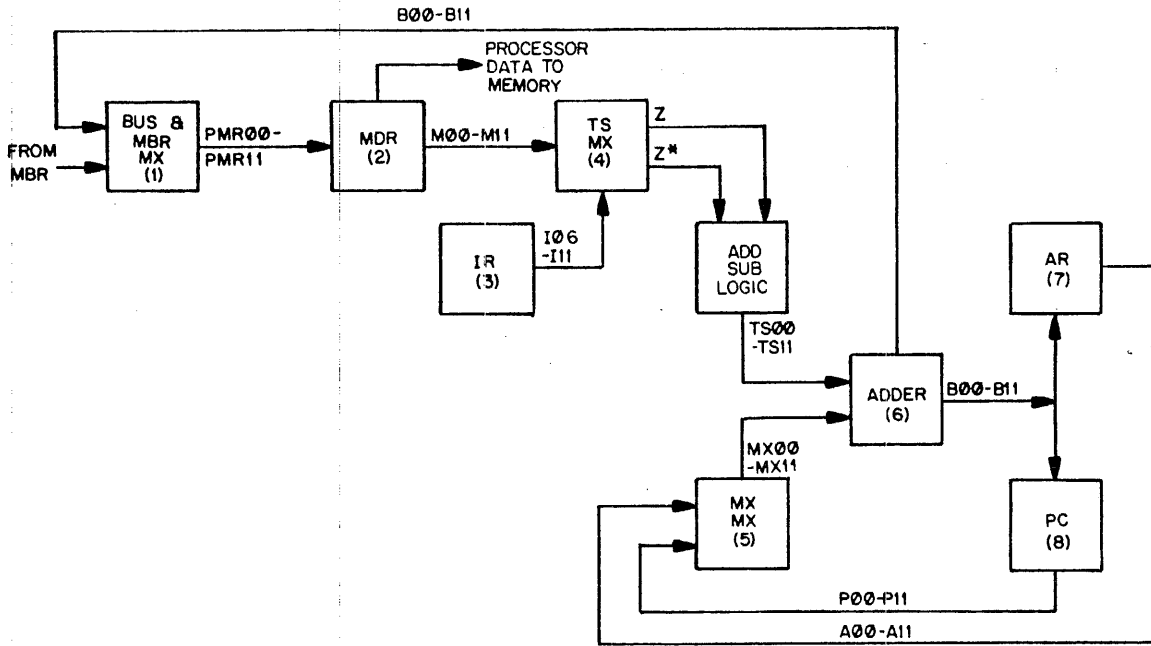 B00-B11
PROCESSOR
DATA TO
MEMORY
BUS &
MBR
MX
(1)
PMR00-
PMR11
FROM
MBR
MDR
(2)
M00-M11
TS
MX
(4)
Z
Z*
IR
(3)
I06
-I11
ADD
SUB
LOGIC
AR
(7)
TS00
-TS11
ADDER
(6)
B00-B11
MX00
-MX11
MX
MX
(5)
PC
(8)
P00-P11
A00-A11